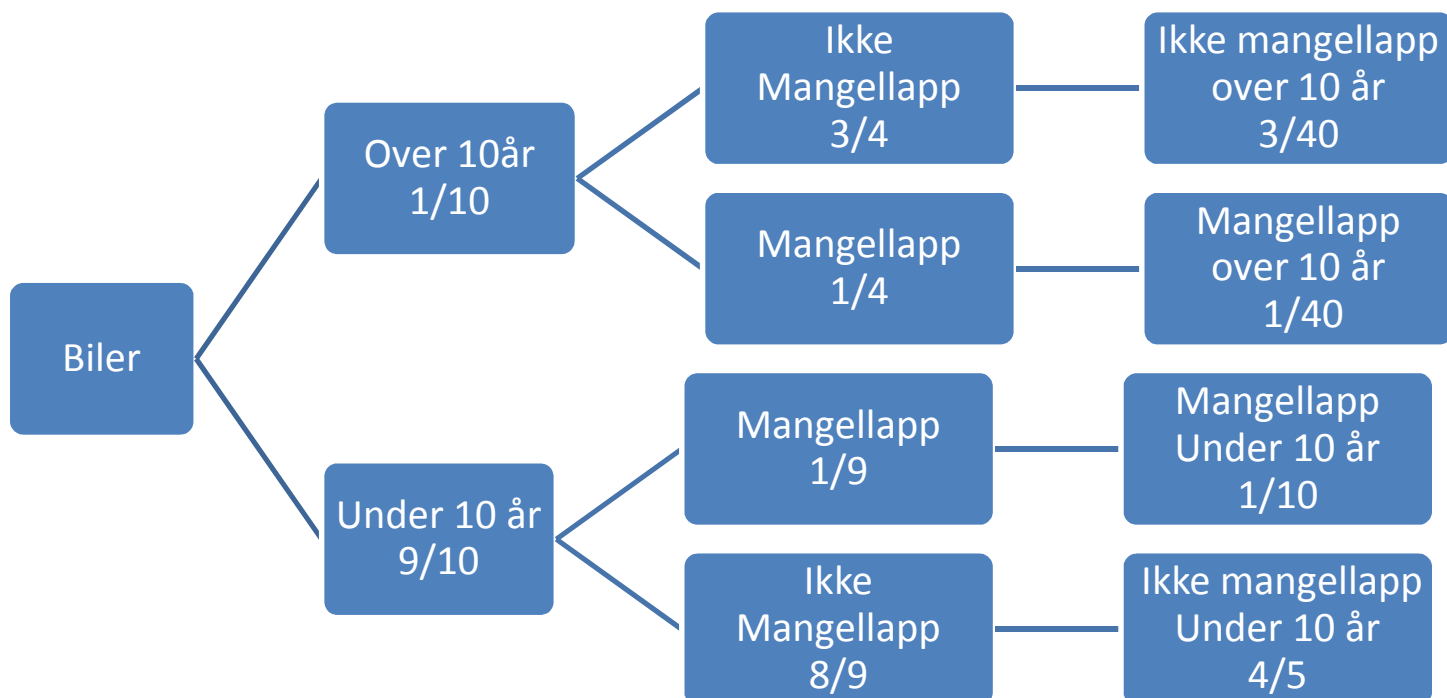 Biler
Over 10år
1/10
Under 10 år
9/10
Ikke
Mangellapp
3/4
Mangellapp
1/4
Mangellapp
1/9
Ikke
Mangellapp
8/9
Ikke mangellapp
over 10 år
3/40
Mangellapp
over 10 år
1/40
Mangellapp
Under 10 år
1/10
Ikke mangellapp
Under 10 år
4/5